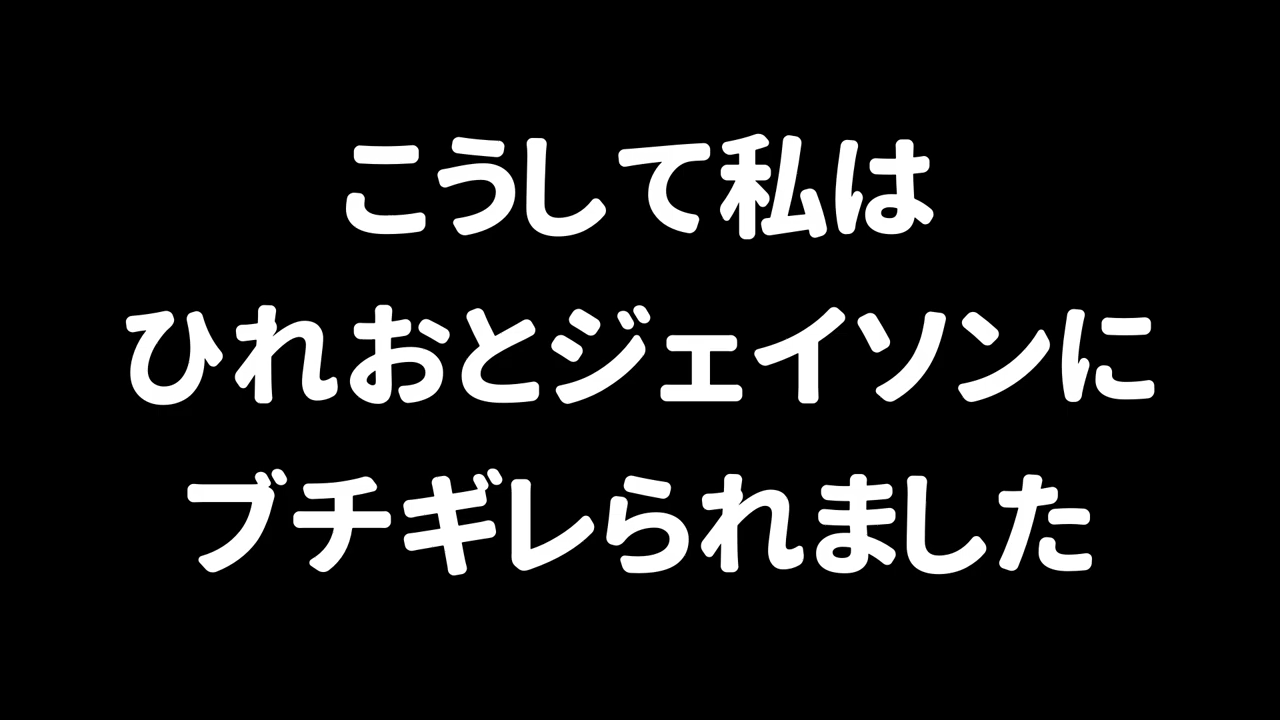 こうして私は
ひれおとジェイソンに
ブチギレられました